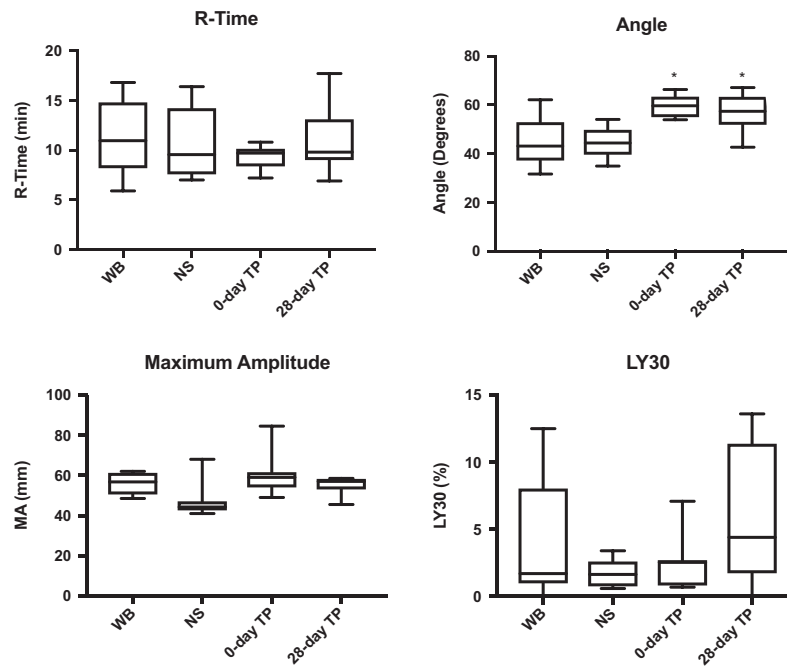 R-Time
R-Time (min)
20
15
10
5
0
WB
NS
0-day TP
28-day TP
Angle
Angle (Degrees)
80
60
40
20
0
*
*
WB
NS
0-day TP
28-day TP
Maximum Amplitude
MA (mm)
100
80
60
40
20
0
WB
NS
0-day TP
28-day TP
LY30
LY30 (%)
15
10
5
0
WB
NS
0-day TP
28-day TP